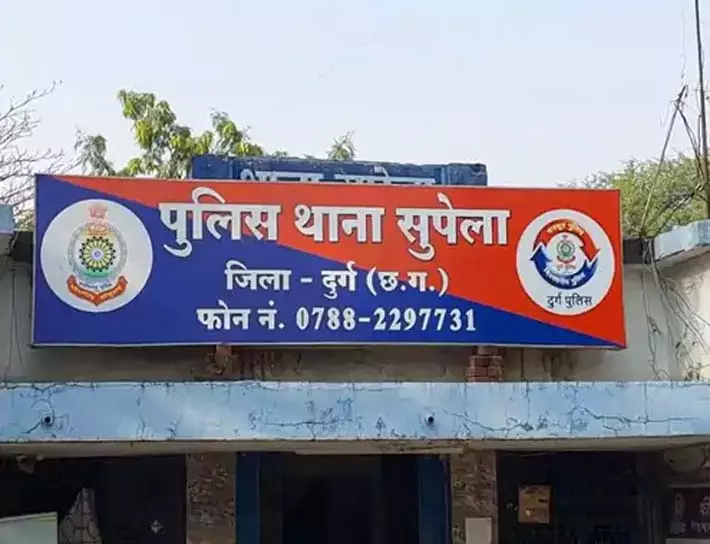 पुलिस थाना सुपेला
जिला - दुर्ग (छ.ग.)
फोन नं. 0788-2297731
दुर्ग पुलिस